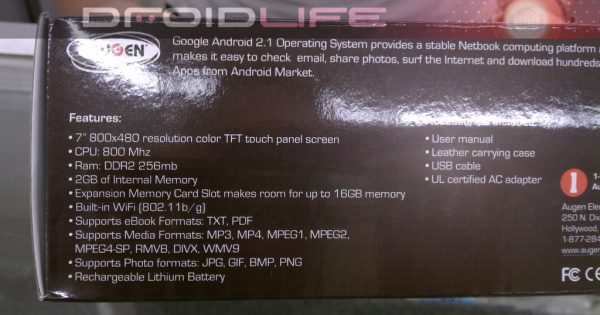 DROIDLIFE
AUGEN
Google Android 2.1 Operating System provides a stable Netbook computing platform
makes it easy to check email, share photos, surf the Internet and download hundreds
Apps from Android Market.
Features:
• 7" 800x480 resolution color TFT touch panel screen
• CPU: 800 Mhz
• Ram: DDR2 256mb
• 2GB of Internal Memory
• Expansion Memory Card Slot makes room for up to 16GB memory
• Built-in WiFi (802.11b/g)
• Supports eBook Formats: TXT, PDF
• Supports Media Formats: MP3, MP4, MPEG1, MPEG2,
MPEG4-SP, RMVB, DIVX, WMV9
• Supports Photo formats: JPG, GIF, BMP, PNG
• Rechargeable Lithium Battery
• User manual
• Leather carrying case
• USB cable
• UL certified AC adapter
1-
Au
Augen Ele
250 N. Di
Hollywood,
1-877-284
www.auge
FC CE